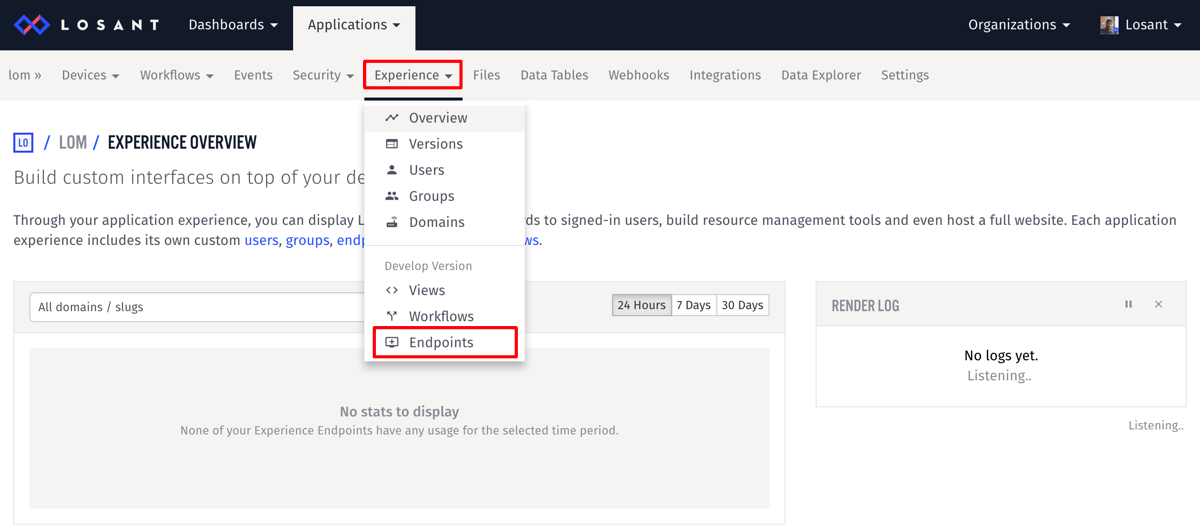 LOSANT Dashboards Applications Organizations Losant
lom » Devices Workflows Events Security Experience Files Data Tables Webhooks Integrations Data Explorer Settings
Overview
Versions
Users
Groups
Domains
Develop Version
Views
Workflows
Endpoints
LO / LOM / EXPERIENCE OVERVIEW
Build custom interfaces on top of your de
Through your application experience, you can display L rds to signed-in users, build resource management tools and even host a full website. Each application
experience includes its own custom users, groups, endp ws.
All domains / slugs
24 Hours 7 Days 30 Days
No stats to display
None of your Experience Endpoints have any usage for the selected time period.
RENDER LOG
No logs yet.
Listening..
Listening..